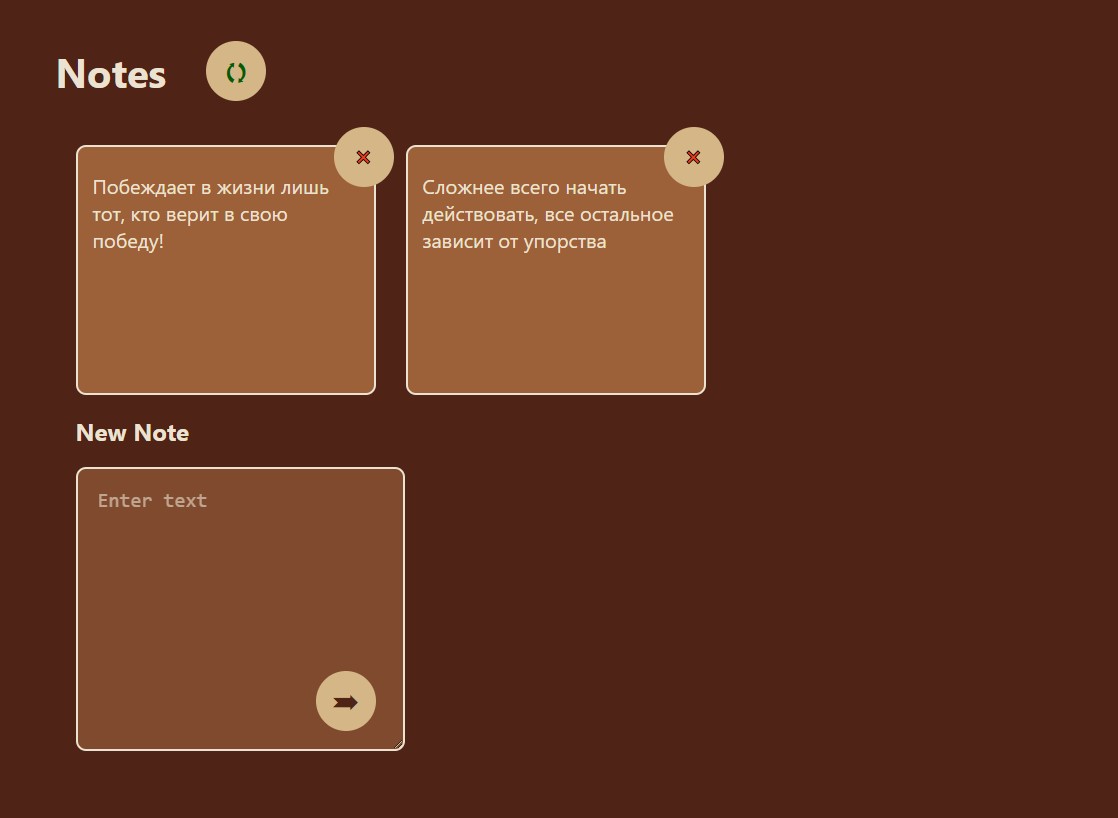 Notes
Побеждает в жизни лишь
тот, кто верит в свою
победу!
Сложнее всего начать
действовать, все остальное
зависит от упорства
New Note
Enter text